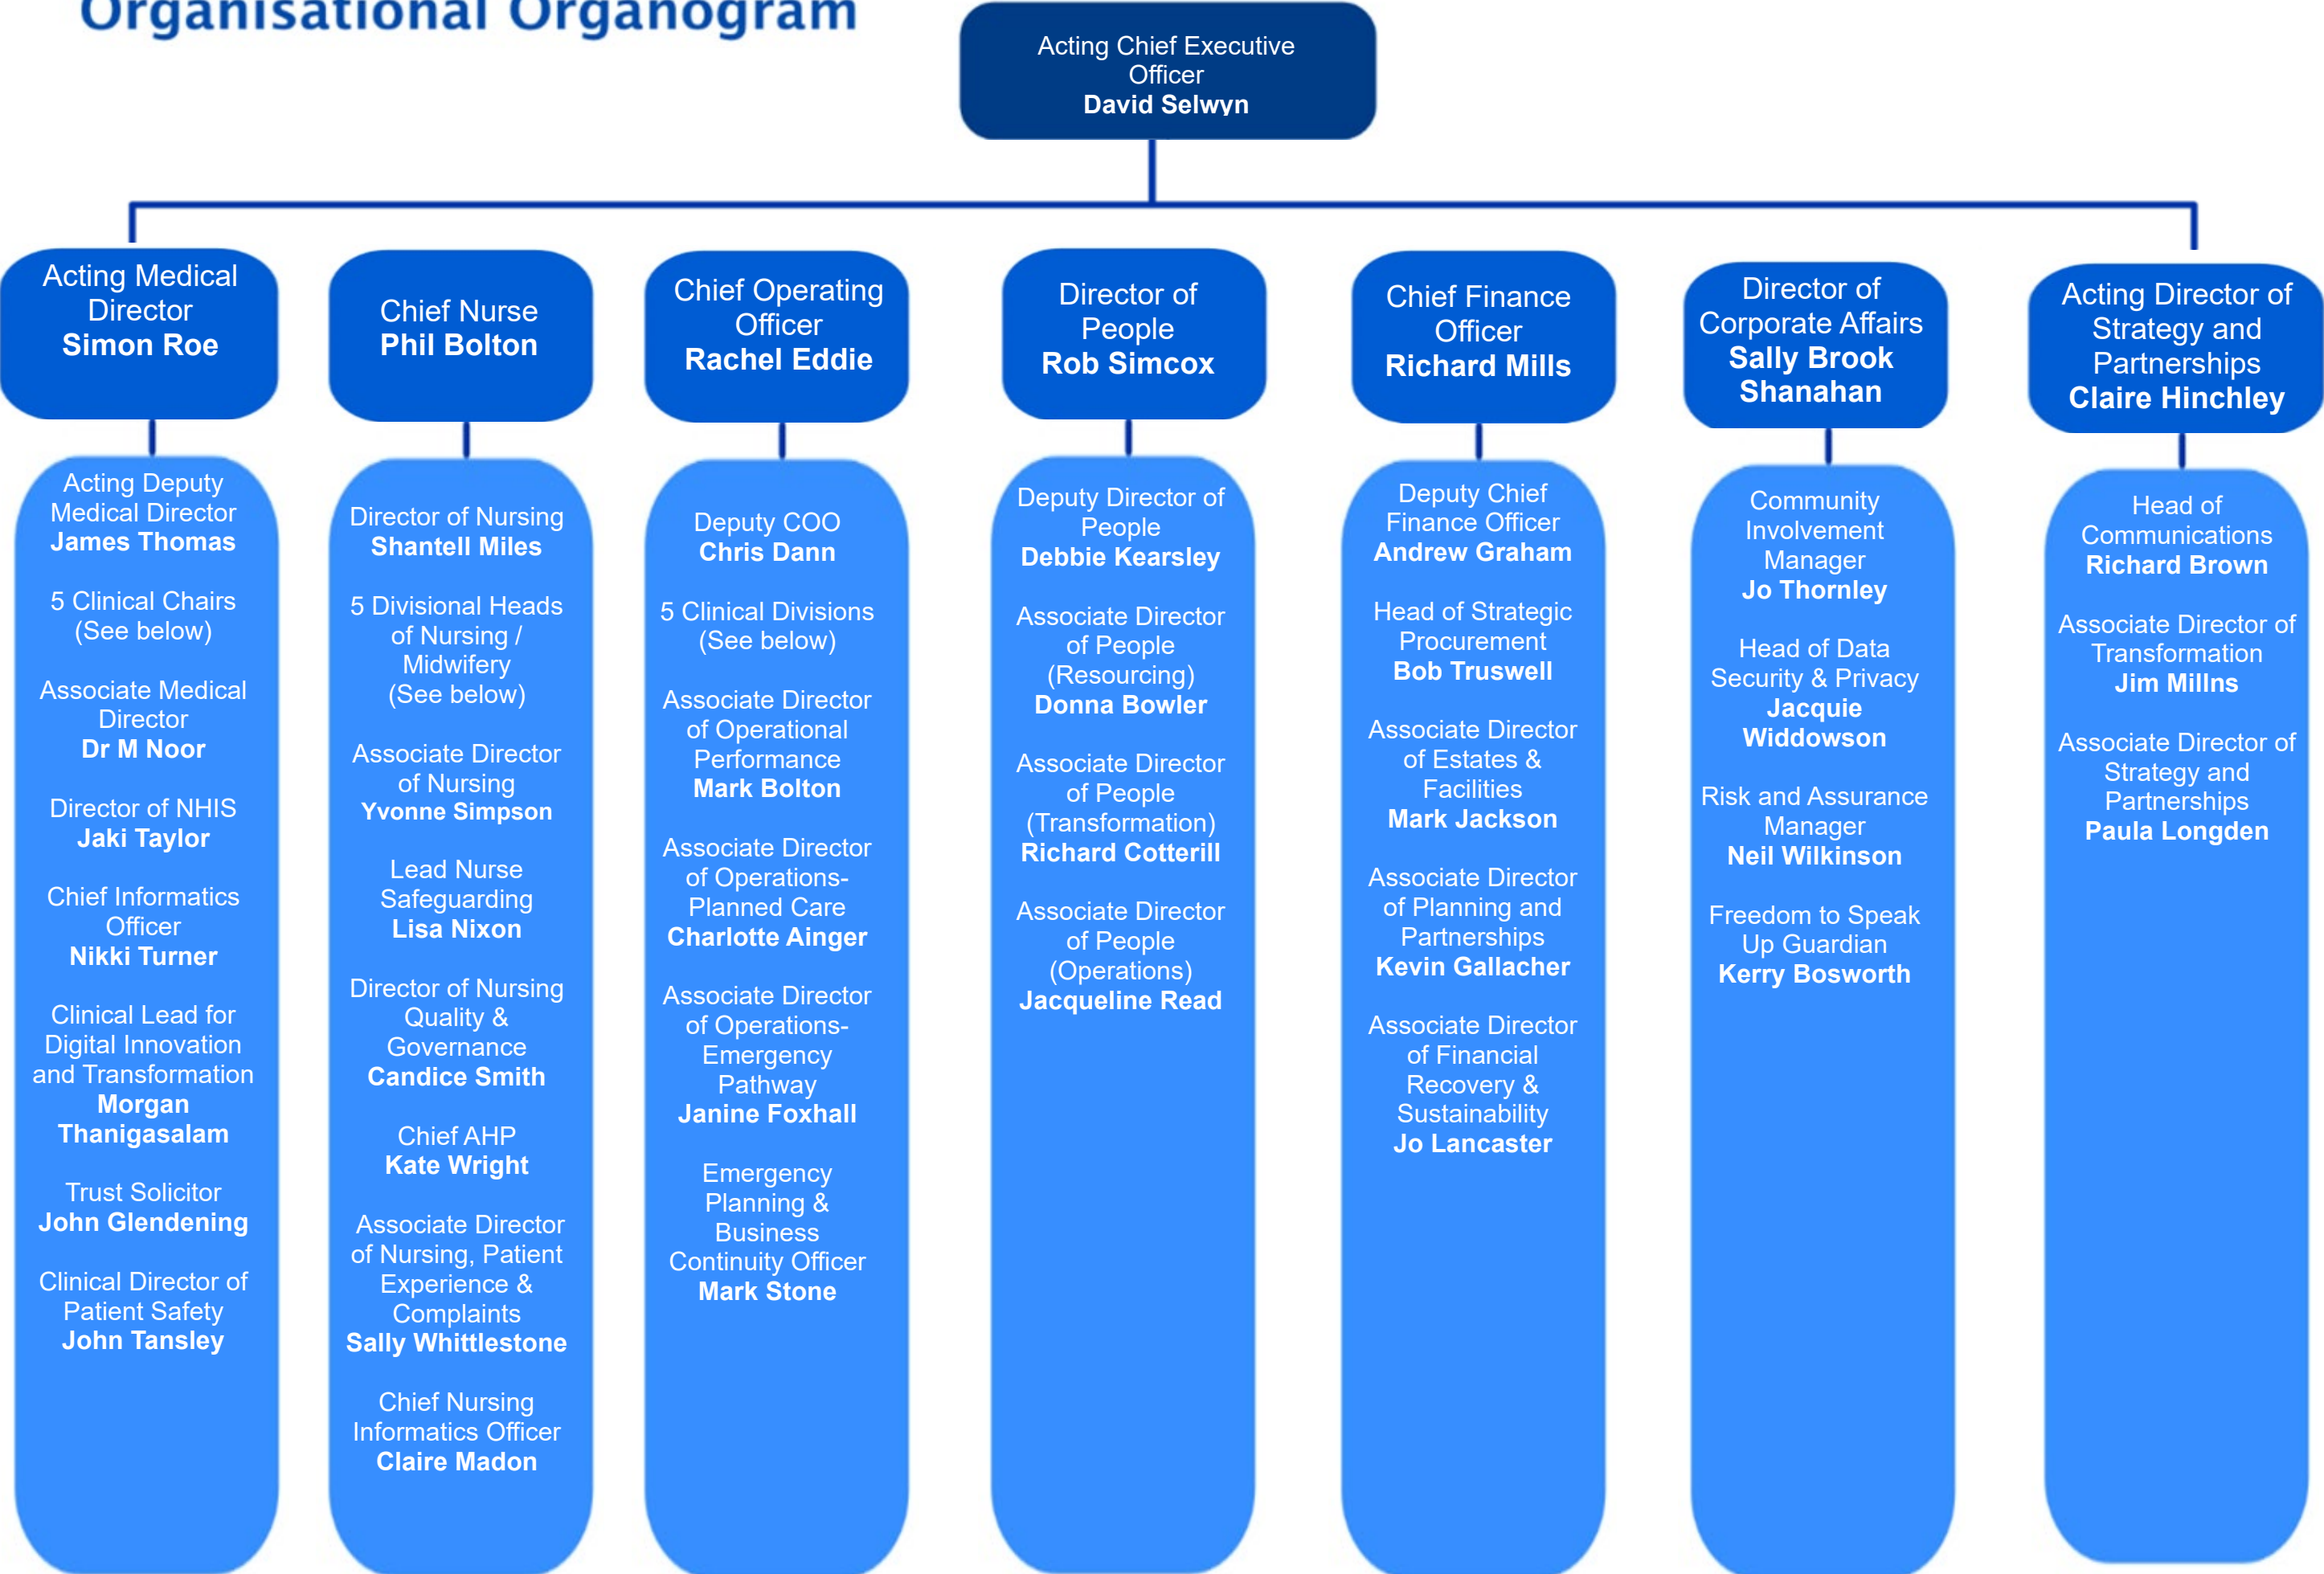 Organisational Organogram
Acting Chief Executive
Officer
David Selwyn
Acting Medical
Director
Simon Roe
Acting Deputy
Medical Director
James Thomas
5 Clinical Chairs
(See below)
Associate Medical
Director
Dr M Noor
Director of NHIS
Jaki Taylor
Chief Informatics
Officer
Nikki Turner
Clinical Lead for
Digital Innovation
and Transformation
Morgan
Thanigasalam
Trust Solicitor
John Glendening
Clinical Director of
Patient Safety
John Tansley
Chief Nurse
Phil Bolton
Director of Nursing
Shantell Miles
5 Divisional Heads
of Nursing /
Midwifery
(See below)
Associate Director
of Nursing
Yvonne Simpson
Lead Nurse
Safeguarding
Lisa Nixon
Director of Nursing
Quality &
Governance
Candice Smith
Chief AHP
Kate Wright
Associate Director
of Nursing, Patient
Experience &
Complaints
Sally Whittlestone
Chief Nursing
Informatics Officer
Claire Madon
Chief Operating
Officer
Rachel Eddie
Deputy COO
Chris Dann
5 Clinical Divisions
(See below)
Associate Director
of Operational
Performance
Mark Bolton
Associate Director
of Operations-
Planned Care
Charlotte Ainger
Associate Director
of Operations-
Emergency
Pathway
Janine Foxhall
Emergency
Planning &
Business
Continuity Officer
Mark Stone
Director of
People
Rob Simcox
Deputy Director of
People
Debbie Kearsley
Associate Director
of People
(Resourcing)
Donna Bowler
Associate Director
of People
(Transformation)
Richard Cotterill
Associate Director
of People
(Operations)
Jacqueline Read
Chief Finance
Officer
Richard Mills
Deputy Chief
Finance Officer
Andrew Graham
Head of Strategic
Procurement
Bob Truswell
Associate Director
of Estates &
Facilities
Mark Jackson
Associate Director
of Planning and
Partnerships
Kevin Gallacher
Associate Director
of Financial
Recovery &
Sustainability
Jo Lancaster
Director of
Corporate Affairs
Sally Brook
Shanahan
Community
Involvement
Manager
Jo Thornley
Head of Data
Security & Privacy
Jacquie
Widdowson
Risk and Assurance
Manager
Neil Wilkinson
Freedom to Speak
Up Guardian
Kerry Bosworth
Acting Director of
Strategy and
Partnerships
Claire Hinchley
Head of
Communications
Richard Brown
Associate Director of
Transformation
Jim Millns
Associate Director of
Strategy and
Partnerships
Paula Longden